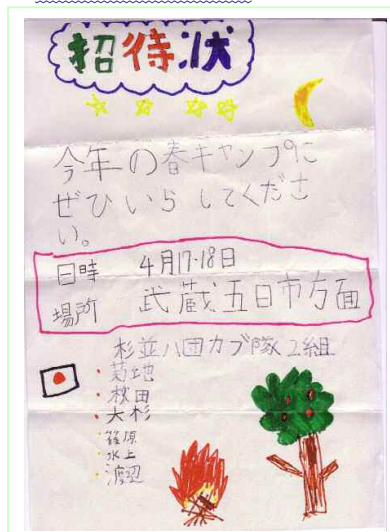 招待状
今年の春キャンプに
ぜひいらしてくださ
い。
日時 4月17・18日
場所 武蔵五日市方面
杉並八団カブ隊2組
・菊地
・秋田
・大杉
・篠原
・水上
・渡辺